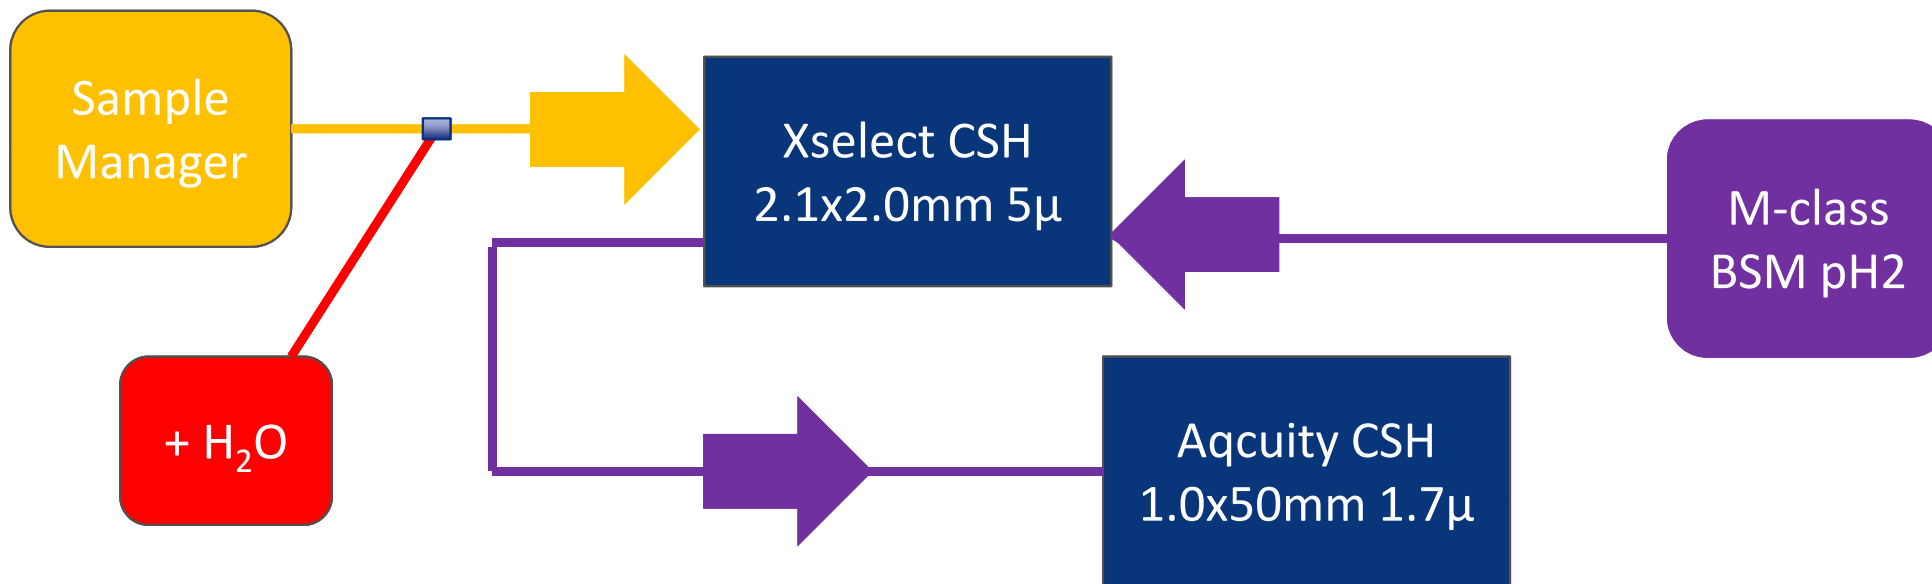 Sample
Manager
Xselect CSH
2.1x2.0mm 5µ
M-class
BSM pH2
+ H₂O
Aqcuity CSH
1.0x50mm 1.7µ